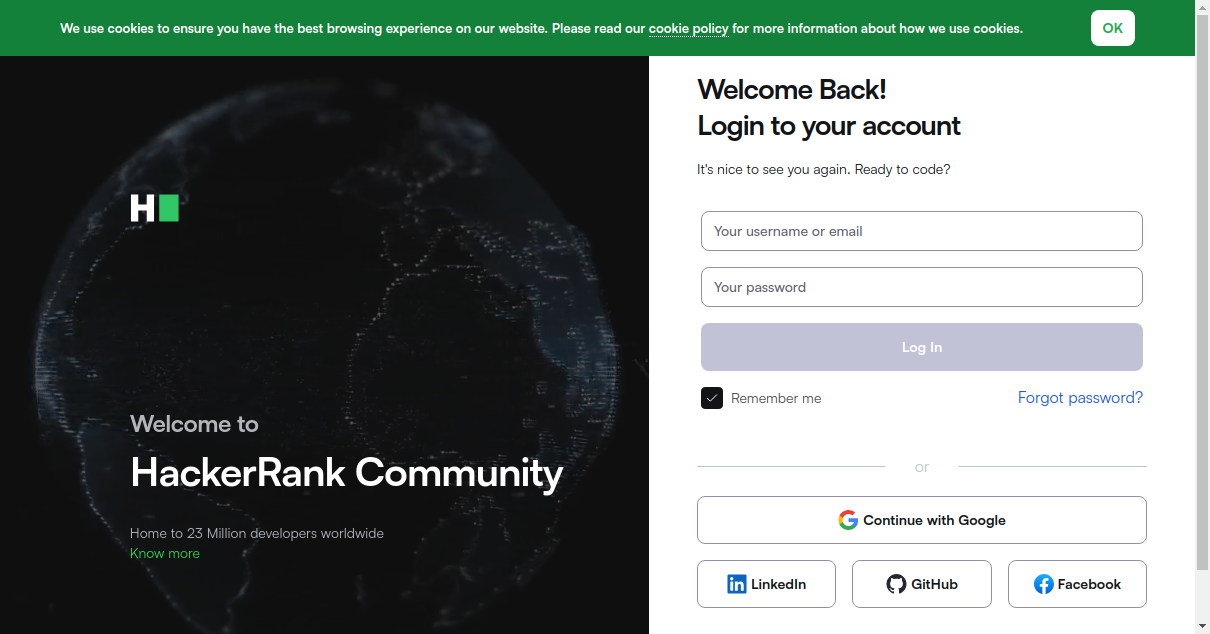 We use cookies to ensure you have the best browsing experience on our website. Please read our cookie policy for more information about how we use cookies.
OK
H
Welcome to
HackerRank Community
Home to 23 Million developers worldwide
Know more
Welcome Back!
Login to your account
It's nice to see you again. Ready to code?
Your username or email
Your password
Log In
Remember me
Forgot password?
or
Continue with Google
LinkedIn
GitHub
Facebook